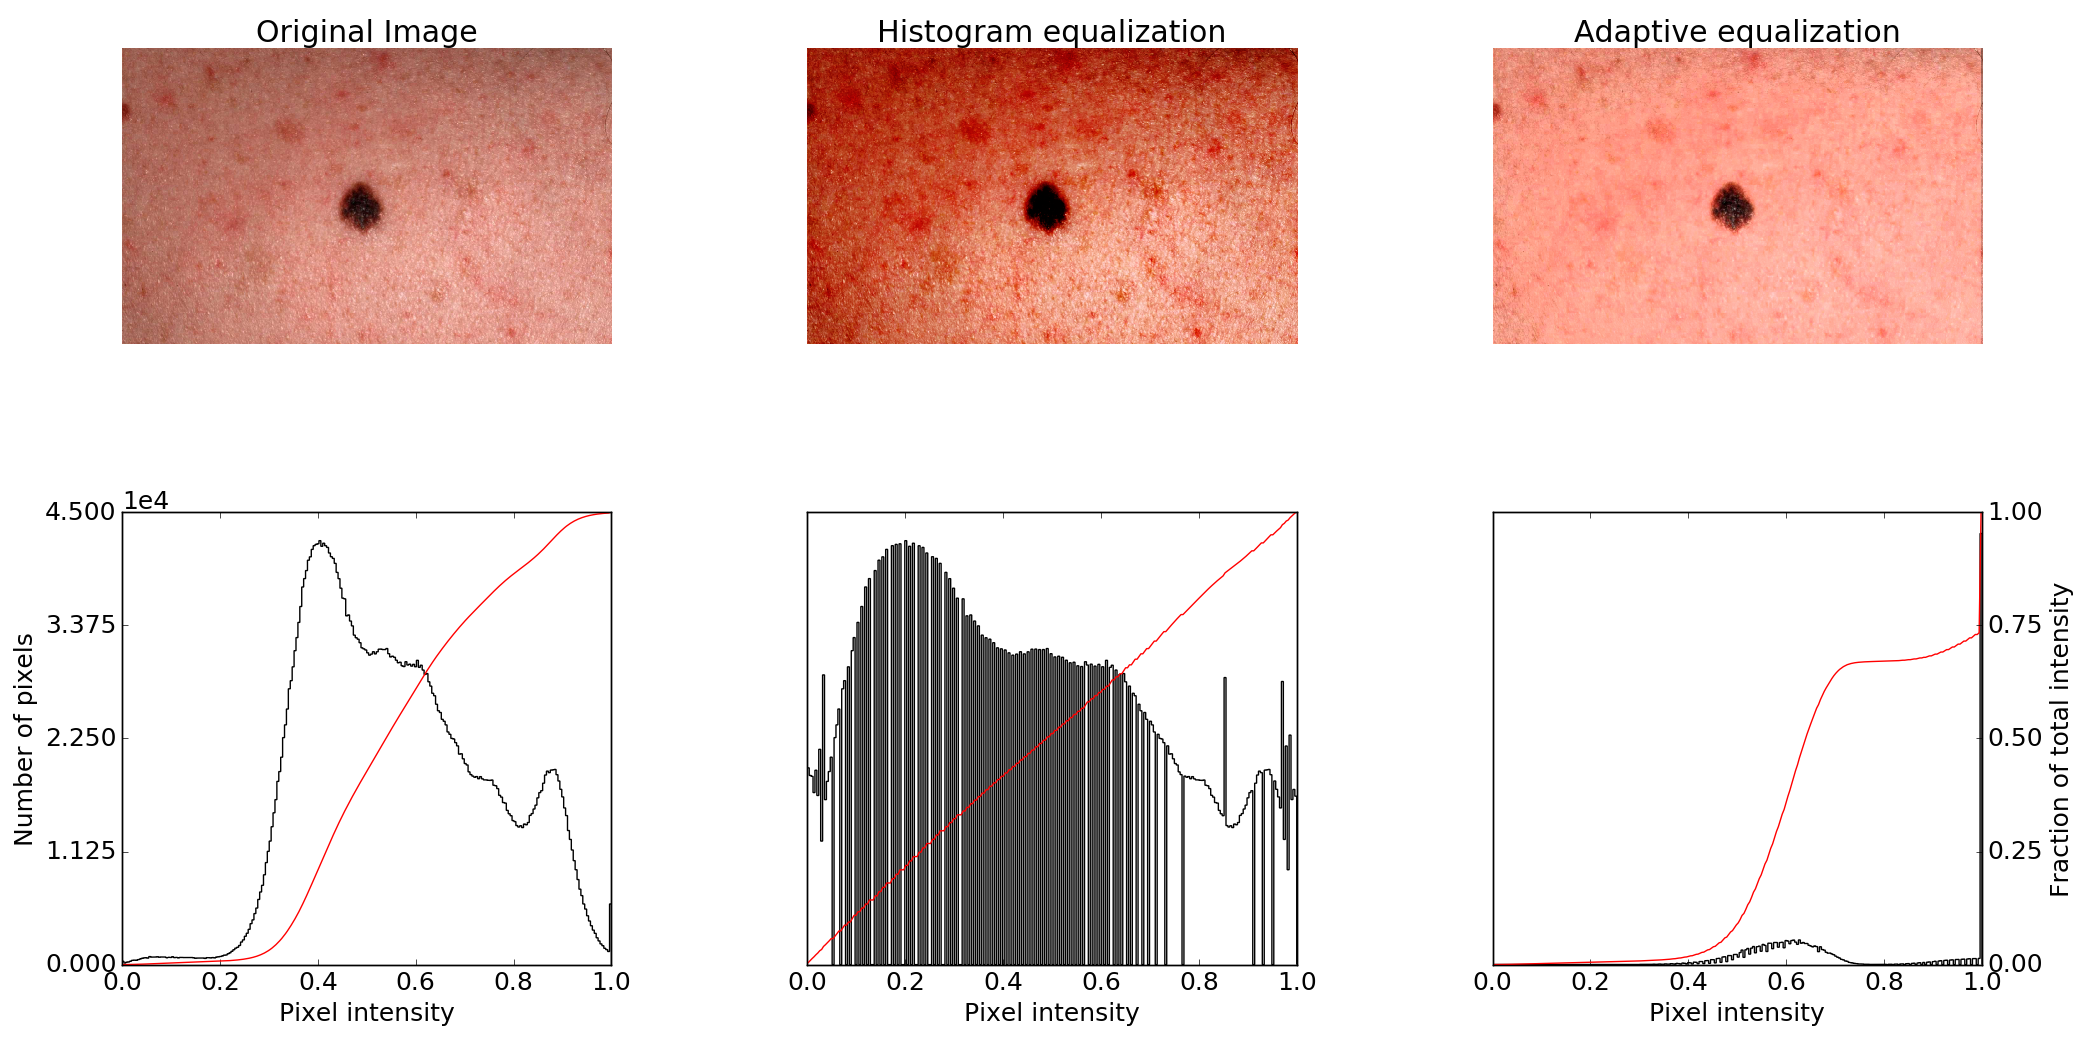 Original Image
Histogram equalization
Adaptive equalization
1e4
4.500
3.375
2.250
1.125
0.000
Number of pixels
0.0 0.2 0.4 0.6 0.8 1.0
Pixel intensity
0.0 0.2 0.4 0.6 0.8 1.0
Pixel intensity
1.00
0.75
0.50
0.25
0.00
Fraction of total intensity
0.0 0.2 0.4 0.6 0.8 1.0
Pixel intensity